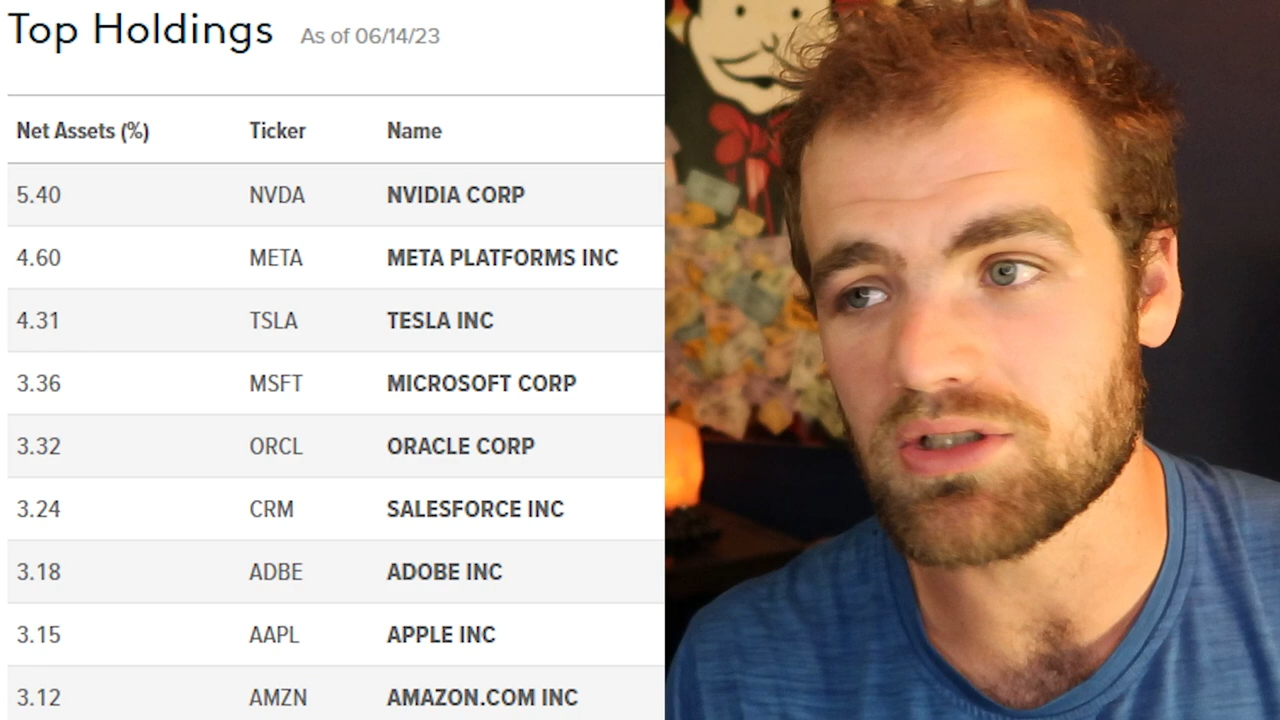 Top Holdings As of 06/14/23
Net Assets (%) Ticker Name
5.40 NVDA NVIDIA CORP
4.60 META META PLATFORMS INC
4.31 TSLA TESLA INC
3.36 MSFT MICROSOFT CORP
3.32 ORCL ORACLE CORP
3.24 CRM SALESFORCE INC
3.18 ADBE ADOBE INC
3.15 AAPL APPLE INC
3.12 AMZN AMAZON.COM INC